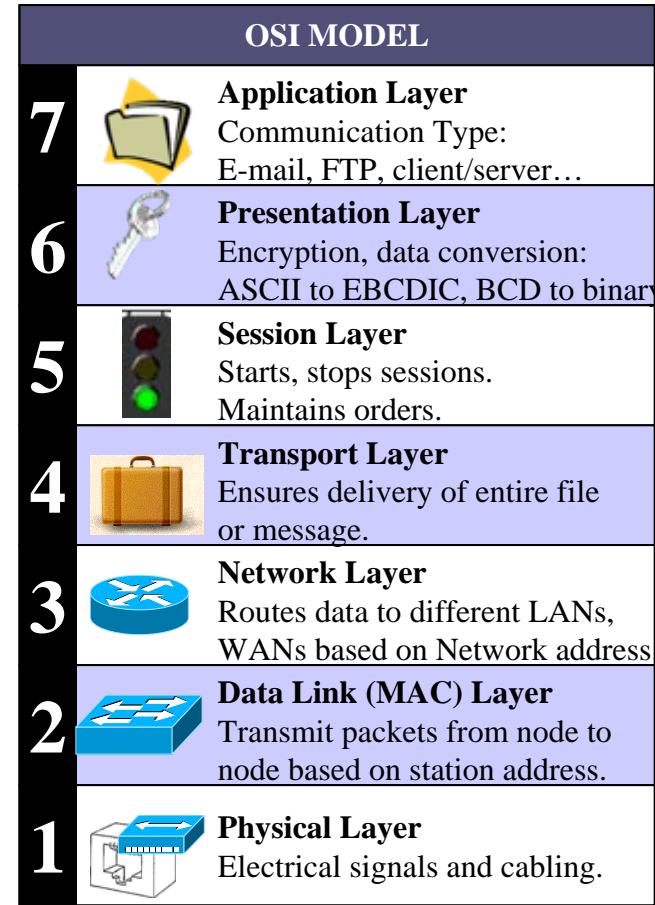 OSI MODEL
7
Application Layer
Communication Type:
E-mail, FTP, client/server…
6
Presentation Layer
Encryption, data conversion:
ASCII to EBCDIC, BCD to binary
5
Session Layer
Starts, stops sessions.
Maintains orders.
4
Transport Layer
Ensures delivery of entire file
or message.
3
Network Layer
Routes data to different LANs,
WANs based on Network address
2
Data Link (MAC) Layer
Transmit packets from node to
node based on station address.
1
Physical Layer
Electrical signals and cabling.